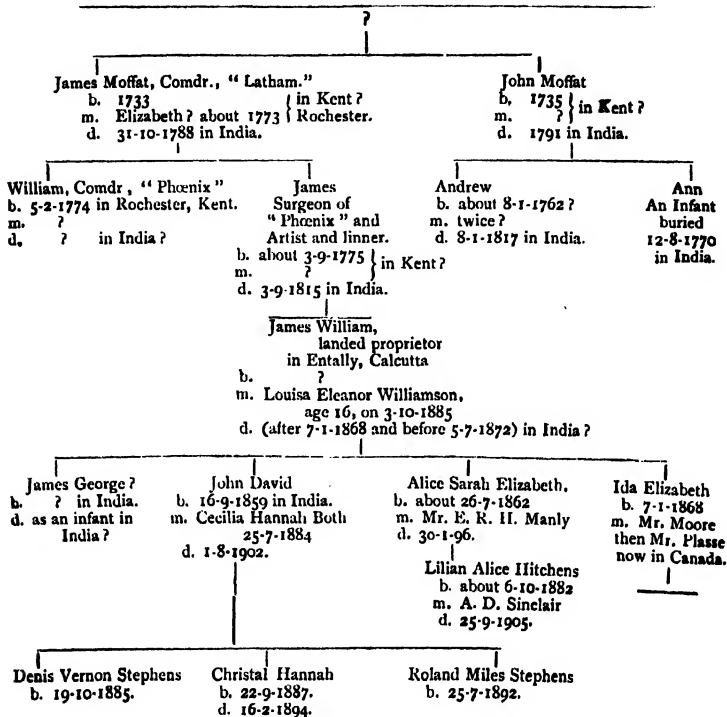 ?
James Moffat, Comdr., " Latham."
b. 1733
m. Elizabeth ? about 1773
d. 31-10-1788 in India.
in Kent ?
Rochester.
John Moffat
b. 1735
m. ?
d. 1791 in India.
in Kent ?
William, Comdr , " Phœnix "
b. 5-2-1774 in Rochester, Kent.
m. ?
d. ? in India ?
James
Surgeon of
" Phœnix " and
Artist and linner.
b. about 3-9-1775
m. ?
d. 3-9-1815 in India.
in Kent ?
Andrew
b. about 8-1-1762 ?
m. twice ?
d. 8-1-1817 in India.
Ann
An Infant
buried
12-8-1770
in India.
James William,
landed proprietor
in Entally, Calcutta
b. ?
m. Louisa Eleanor Williamson,
age 16, on 3-10-1885
d. (after 7-1-1868 and before 5-7-1872) in India ?
James George ?
b. ? in India.
d. as an infant in
India ?
John David
b. 16-9-1859 in India.
m. Cecilia Hannah Both
25-7-1884
d. 1-8-1902.
Alice Sarah Elizabeth.
b. about 26-7-1862
m. Mr. E. R. H. Manly
d. 30-1-96.
Ida Elizabeth
b. 7-1-1868
m. Mr. Moore
then Mr. Plasse
now in Canada.
Lilian Alice Hitchens
b. about 6-10-1882
m. A. D. Sinclair
d. 25-9-1905.
Denis Vernon Stephens
b. 19-10-1885.
Christal Hannah
b. 22-9-1887.
d. 16-2-1894.
Roland Miles Stephens
b. 25-7-1892.